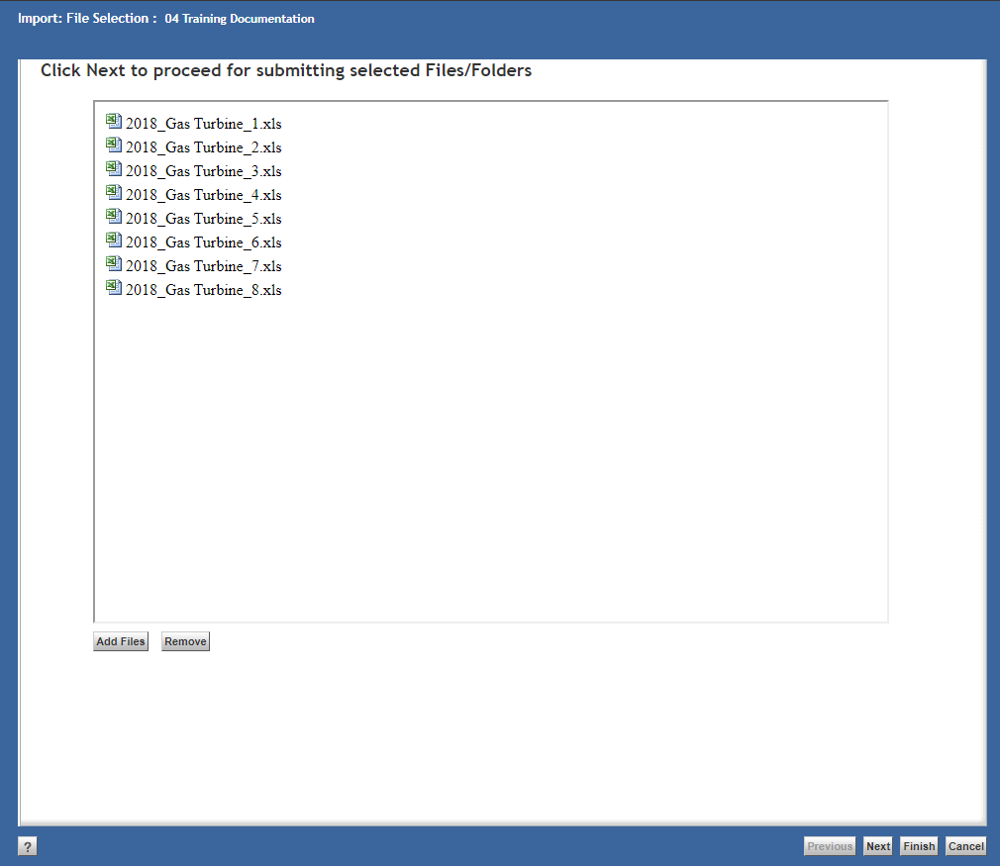 Import: File Selection : 04 Training Documentation
Click Next to proceed for submitting selected Files/Folders
2018_Gas Turbine_1.xls
2018_Gas Turbine_2.xls
2018_Gas Turbine_3.xls
2018_Gas Turbine_4.xls
2018_Gas Turbine_5.xls
2018_Gas Turbine_6.xls
2018_Gas Turbine_7.xls
2018_Gas Turbine_8.xls
Add Files Remove
? Previous Next Finish Cancel